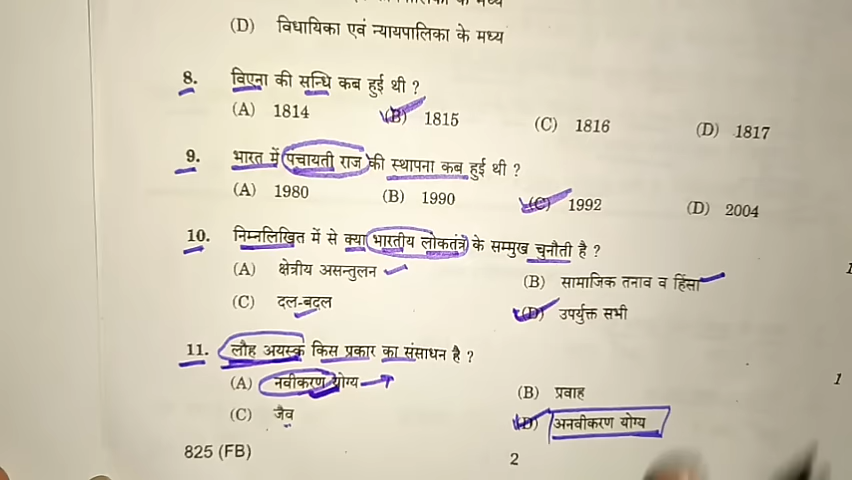 के मध्य
(D) विधायिका एवं न्यायपालिका के मध्य
8. विएना की सन्धि कब हुई थी ?
(A) 1814 (B) 1815 (C) 1816 (D) 1817
9. भारत में पंचायती राज की स्थापना कब हुई थी ?
(A) 1980 (B) 1990 (C) 1992 (D) 2004
10. निम्नलिखित में से क्या भारतीय लोकतंत्र के सम्मुख चुनौती है ?
(A) क्षेत्रीय असन्तुलन (B) सामाजिक तनाव व हिंसा
1
(C) दल-बदल (D) उपर्युक्त सभी
11. लौह अयस्क किस प्रकार का संसाधन है ?
(A) नवीकरण योग्य (B) प्रवाह
1
(C) जैव (D) अनवीकरण योग्य
825 (FB) 2